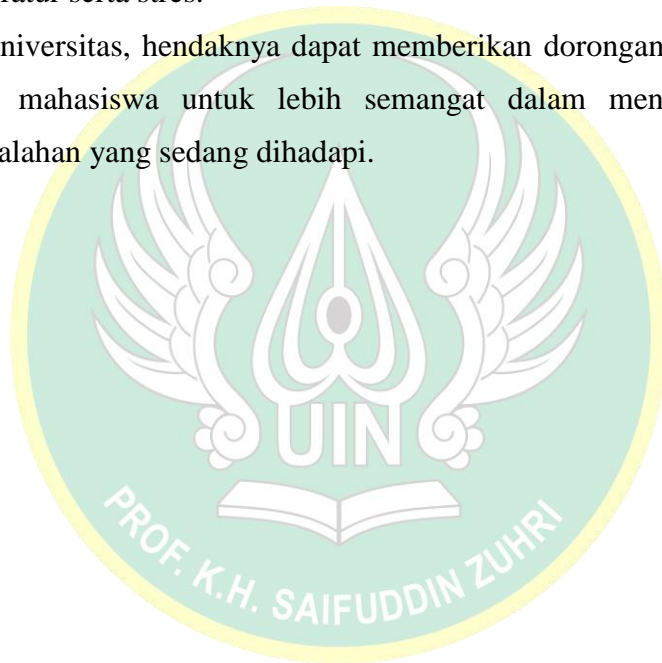 serta stres.
niversitas, hendaknya dapat memberikan dorongan
mahasiswa untuk lebih semangat dalam men
alahan yang sedang dihadapi.
UIN
PROF. K.H. SAIFUDDIN ZUHRI